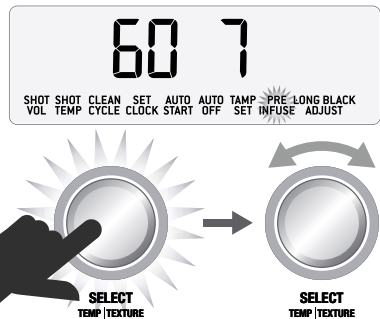 60 7
SHOT SHOT CLEAN SET AUTO AUTO TAMP PRE LONG BLACK
VOL TEMP CYCLE CLOCK START OFF SET INFUSE ADJUST
SELECT
TEMP | TEXTURE
SELECT
TEMP | TEXTURE